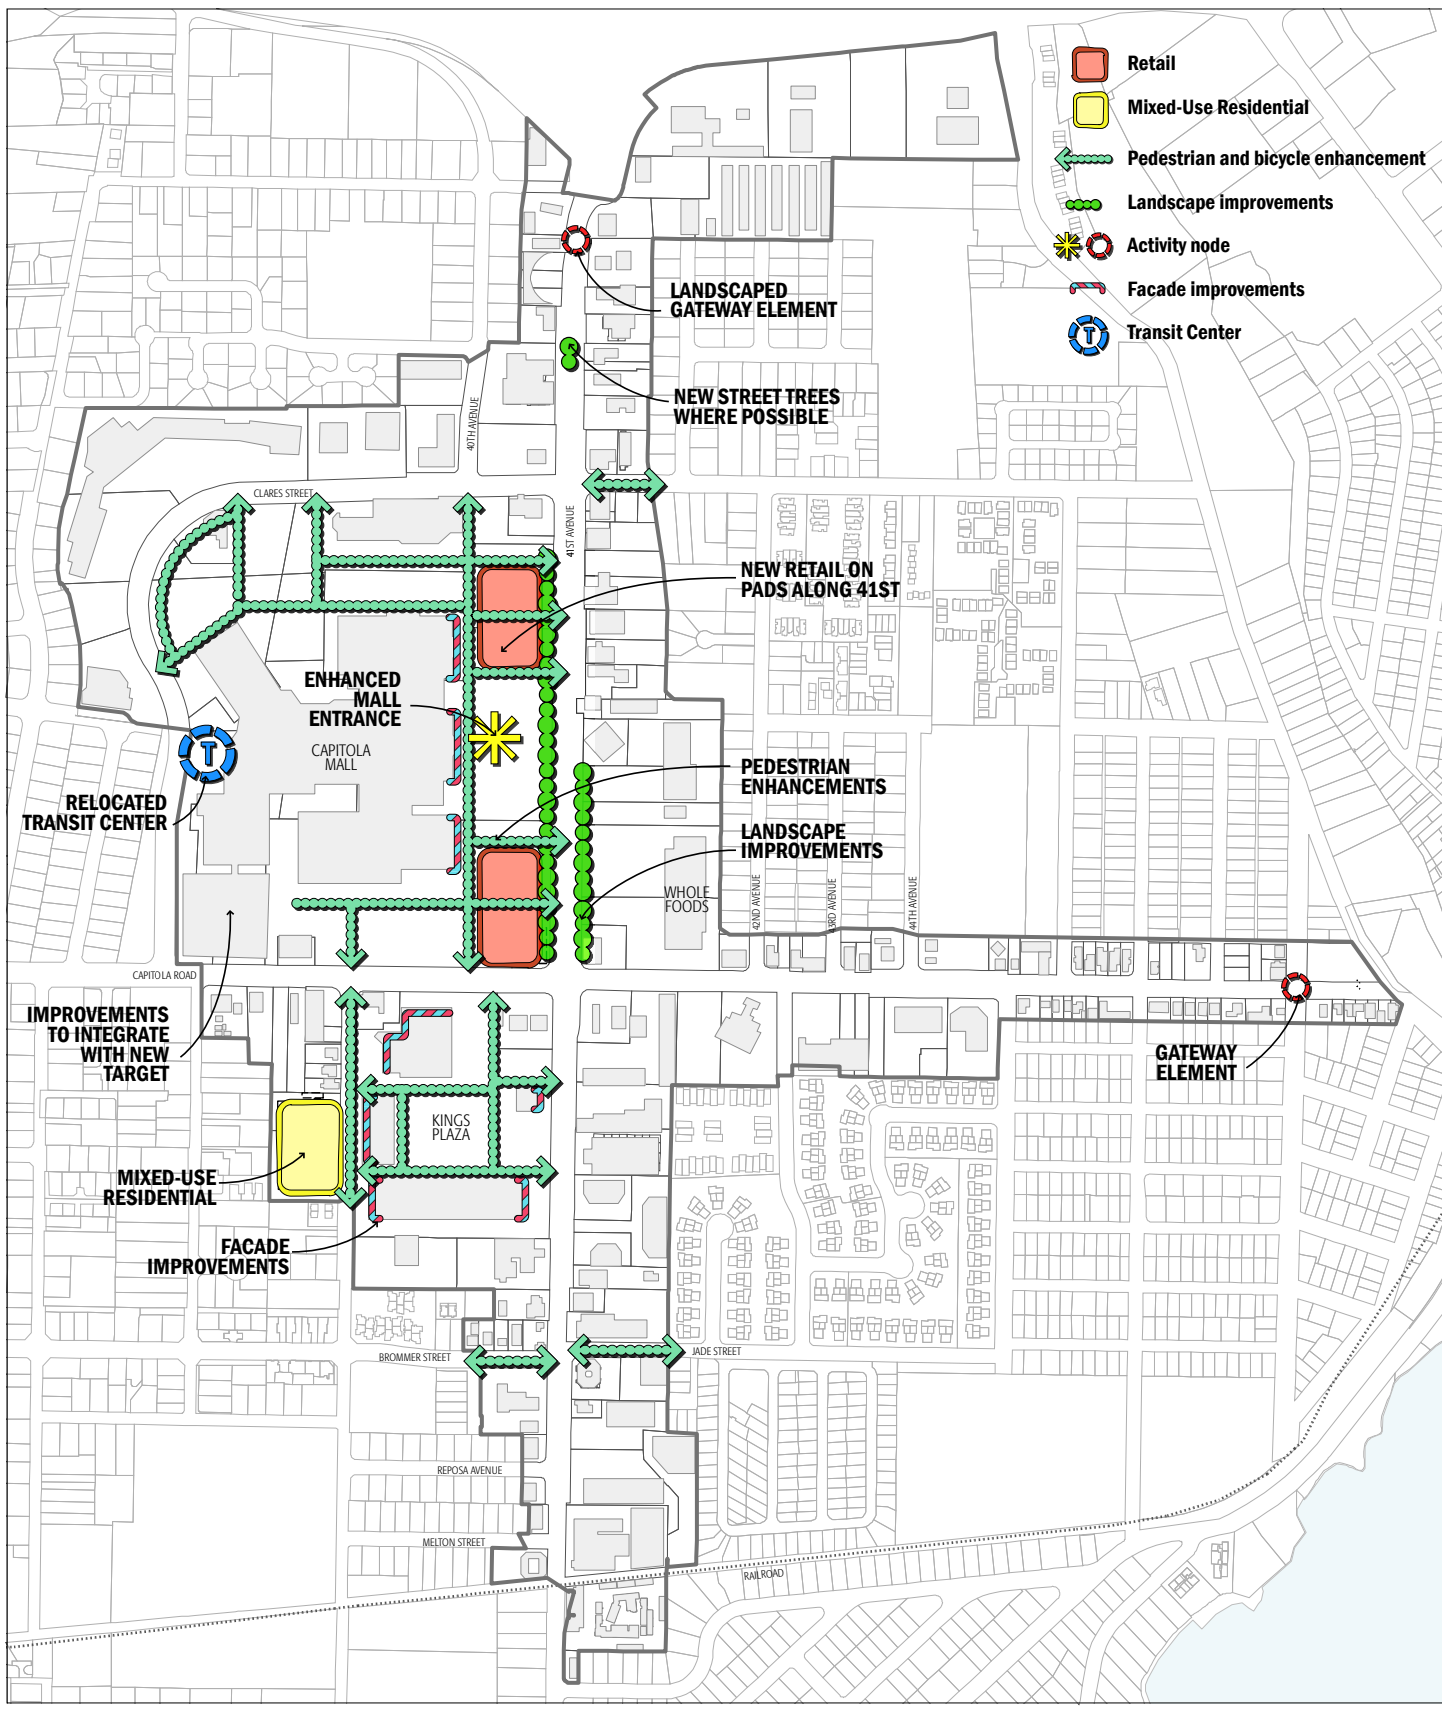 Retail
Mixed-Use Residential
Pedestrian and bicycle enhancement
Landscape improvements
Activity node
Facade improvements
T
Transit Center
LANDSCAPED
GATEWAY ELEMENT
NEW STREET TREES
WHERE POSSIBLE
40TH AVENUE
CLARES STREET
41ST AVENUE
NEW RETAIL ON
PADS ALONG 41ST
ENHANCED
MALL
ENTRANCE
CAPITOLA
MALL
T
RELOCATED
TRANSIT CENTER
PEDESTRIAN
ENHANCEMENTS
LANDSCAPE
IMPROVEMENTS
WHOLE
FOODS
42ND AVENUE
43RD AVENUE
44TH AVENUE
CAPITOLA ROAD
IMPROVEMENTS
TO INTEGRATE
WITH NEW
TARGET
GATEWAY
ELEMENT
KINGS
PLAZA
MIXED-USE
RESIDENTIAL
FACADE
IMPROVEMENTS
BROMMER STREET
JADE STREET
REPOSA AVENUE
MELTON STREET
RAILROAD